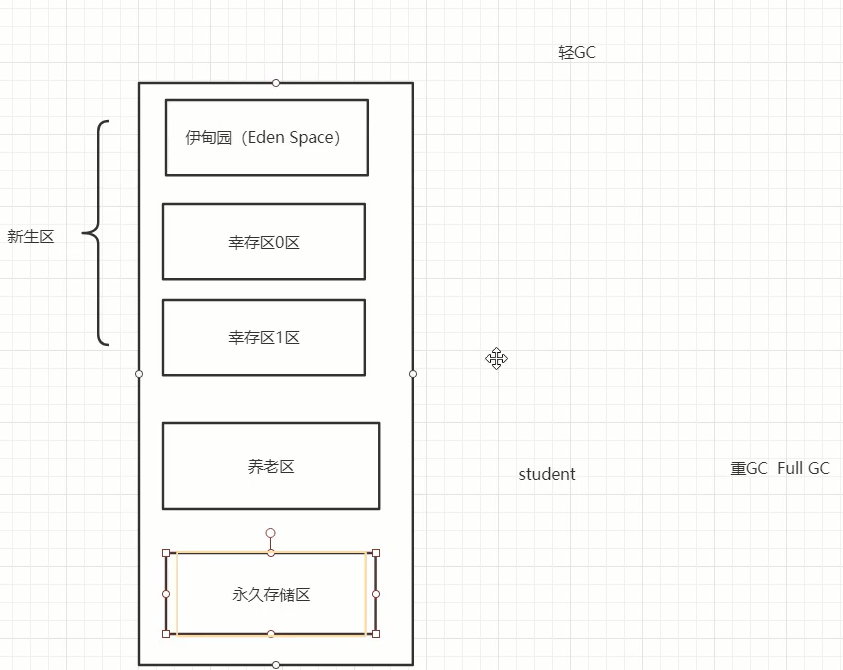 轻GC
伊甸园（Eden Space）
新生区
幸存区0区
幸存区1区
养老区
student
重GC  Full GC
永久存储区